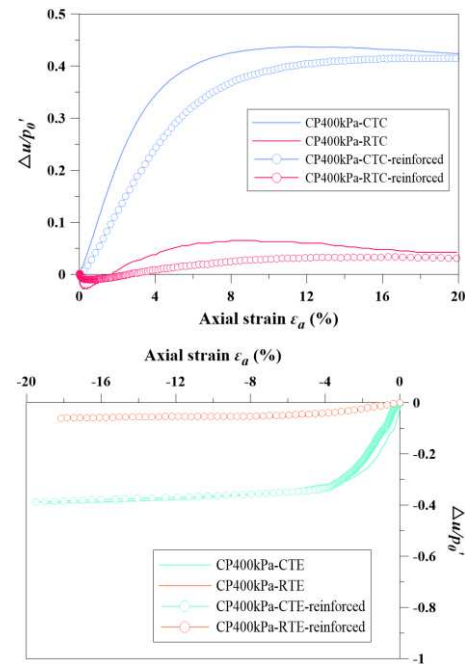 0.5
0.4
0.3
0.2
0.1
0
Δu/p₀'
CP400kPa-CTC
CP400kPa-RTC
CP400kPa-CTC-reinforced
CP400kPa-RTC-reinforced
0 4 8 12 16 20
Axial strain εₐ (%)
Axial strain εₐ (%)
-20 -16 -12 -8 -4 0
0
-0.2
-0.4
-0.6
-0.8
-1
Δu/p₀'
CP400kPa-CTE
CP400kPa-RTE
CP400kPa-CTE-reinforced
CP400kPa-RTE-reinforced